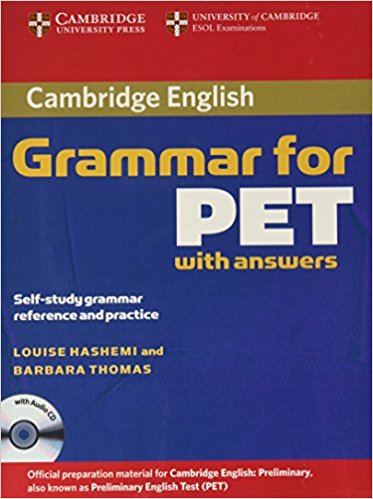 CAMBRIDGE
UNIVERSITY PRESS
UNIVERSITY of CAMBRIDGE
ESOL Examinations
Cambridge English
Grammar for
PET
with answers
Self-study grammar
reference and practice
LOUISE HASHEMI and
BARBARA THOMAS
with Audio CD
Official preparation material for Cambridge English: Preliminary,
also known as Preliminary English Test (PET)